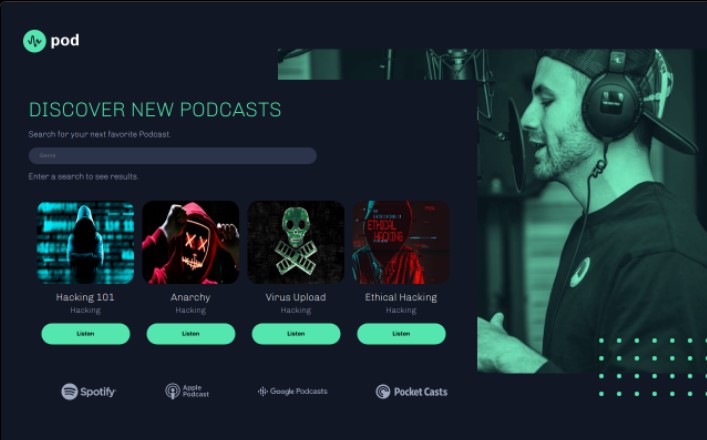 pod
DISCOVER NEW PODCASTS
Search for your next favorite Podcast.
Enter a search to see results.
ETHICAL
HACKING
Hacking 101
Anarchy
Virus Upload
Ethical Hacking
Hacking
Hacking
Hacking
Hacking
Listen
Listen
Listen
Listen
Spotify
Apple
Podcast
Google Podcasts
Pocket Casts